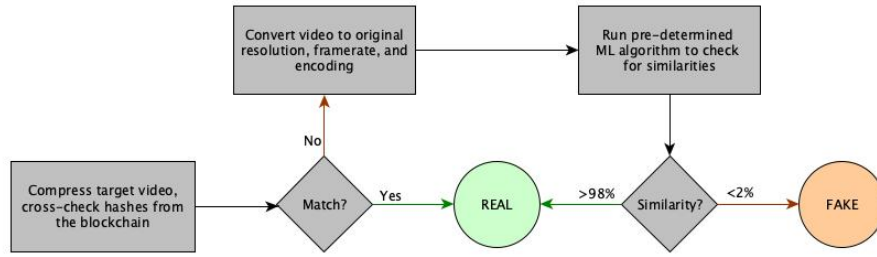 Convert video to original
resolution, framerate, and
encoding
Run pre-determined
ML algorithm to check
for similarities
No
Compress target video,
cross-check hashes from
the blockchain
Match?
Yes
REAL
>98%
Similarity?
<2%
FAKE